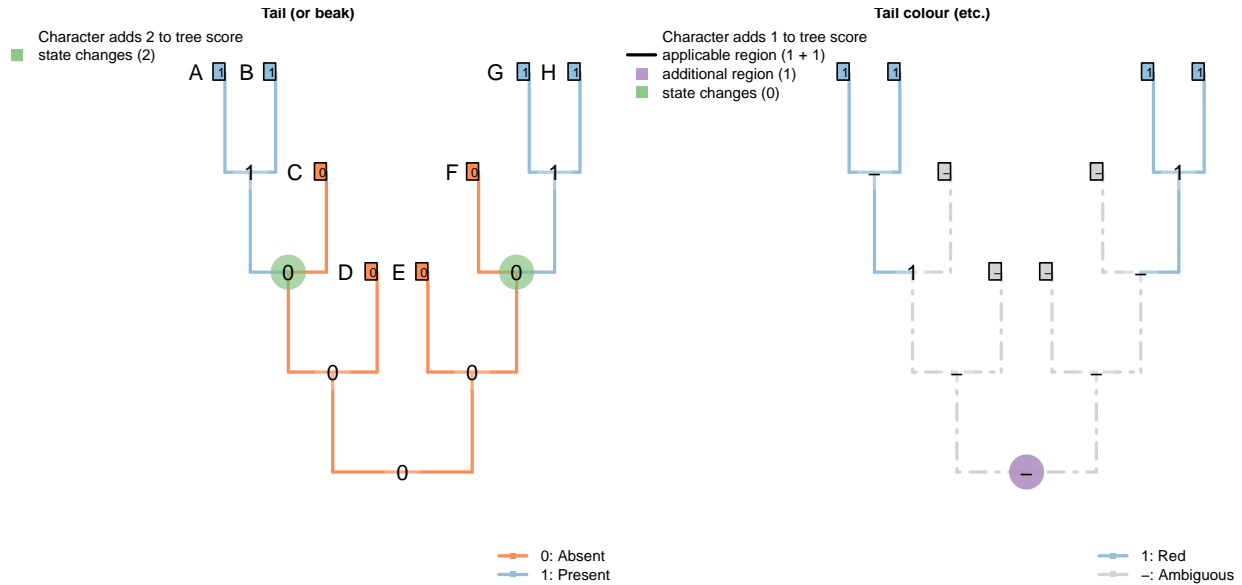 Tail (or beak)
Character adds 2 to tree score
state changes (2)
A 1 B 1 G 1 H 1
1 C 0 F 0 1
0 D 0 E 0 0
0 0
0
0: Absent
1: Present
Tail colour (etc.)
Character adds 1 to tree score
applicable region (1 + 1)
additional region (1)
state changes (0)
1 1 1 1
– – – 1
1 – – –
– –
–
1: Red
–: Ambiguous